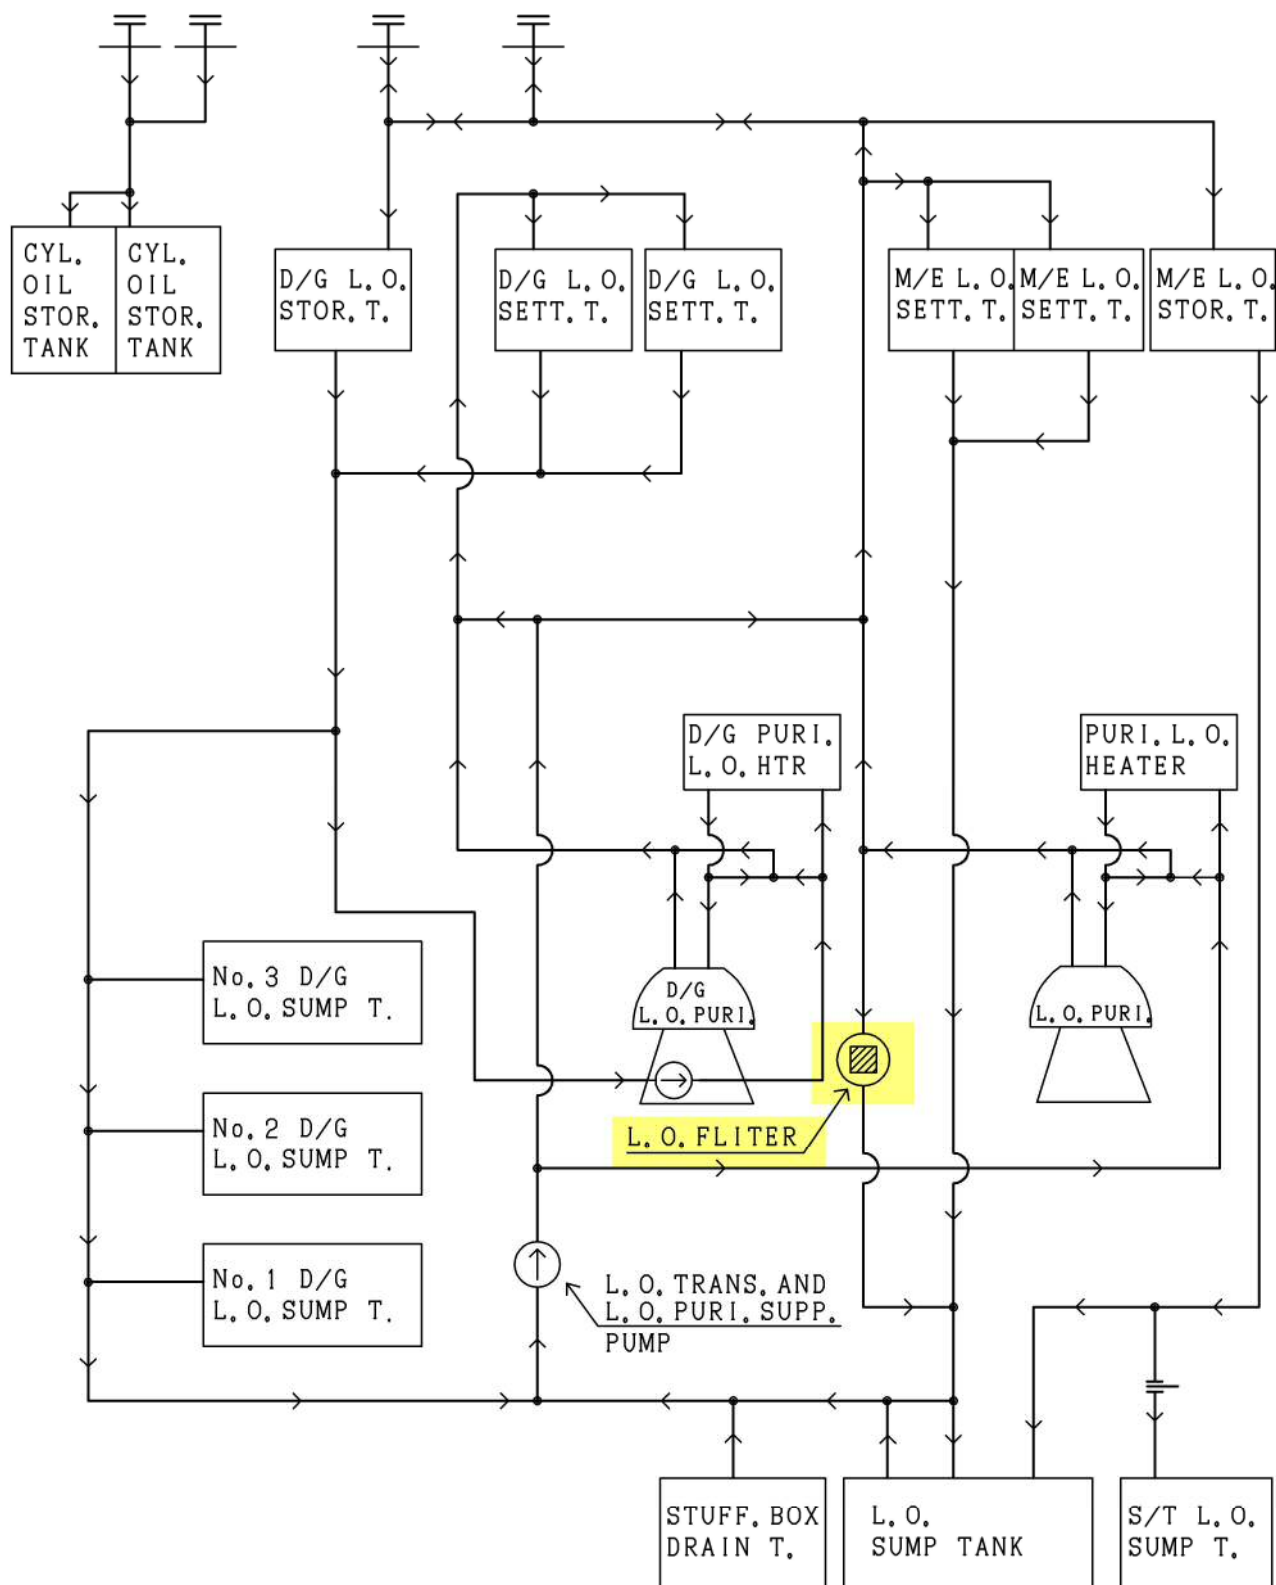 CYL.
OIL
STOR.
TANK
CYL.
OIL
STOR.
TANK
D/G L.O.
STOR.T.
D/G L.O.
SETT.T.
D/G L.O.
SETT.T.
M/E L.O.
SETT.T.
M/E L.O.
SETT.T.
M/E L.O.
STOR.T.
D/G PURI.
L.O.HTR
PURI.L.O.
HEATER
No.3 D/G
L.O.SUMP T.
D/G
L.O.PURI.
L.O.PURI.
L.O.FLITER
No.2 D/G
L.O.SUMP T.
No.1 D/G
L.O.SUMP T.
L.O.TRANS.AND
L.O.PURI.SUPP.
PUMP
STUFF.BOX
DRAIN T.
L.O.
SUMP TANK
S/T L.O.
SUMP T.